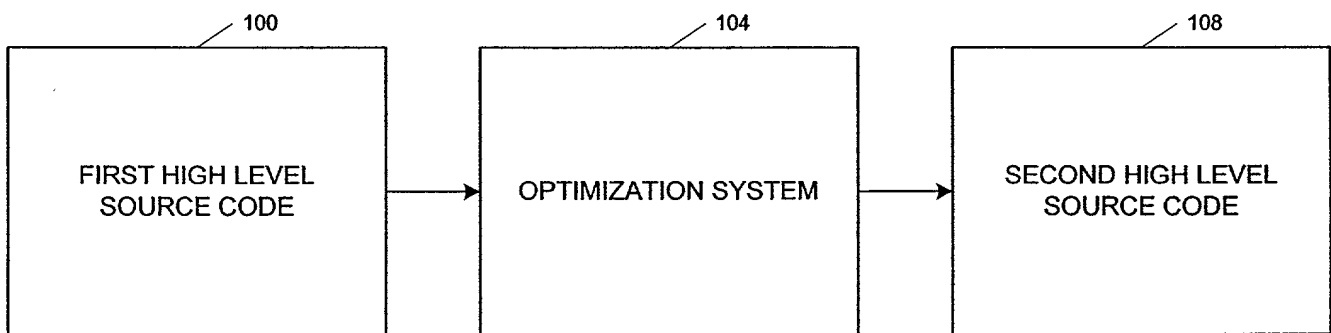 100
104
108
FIRST HIGH LEVEL
SOURCE CODE
OPTIMIZATION SYSTEM
SECOND HIGH LEVEL
SOURCE CODE